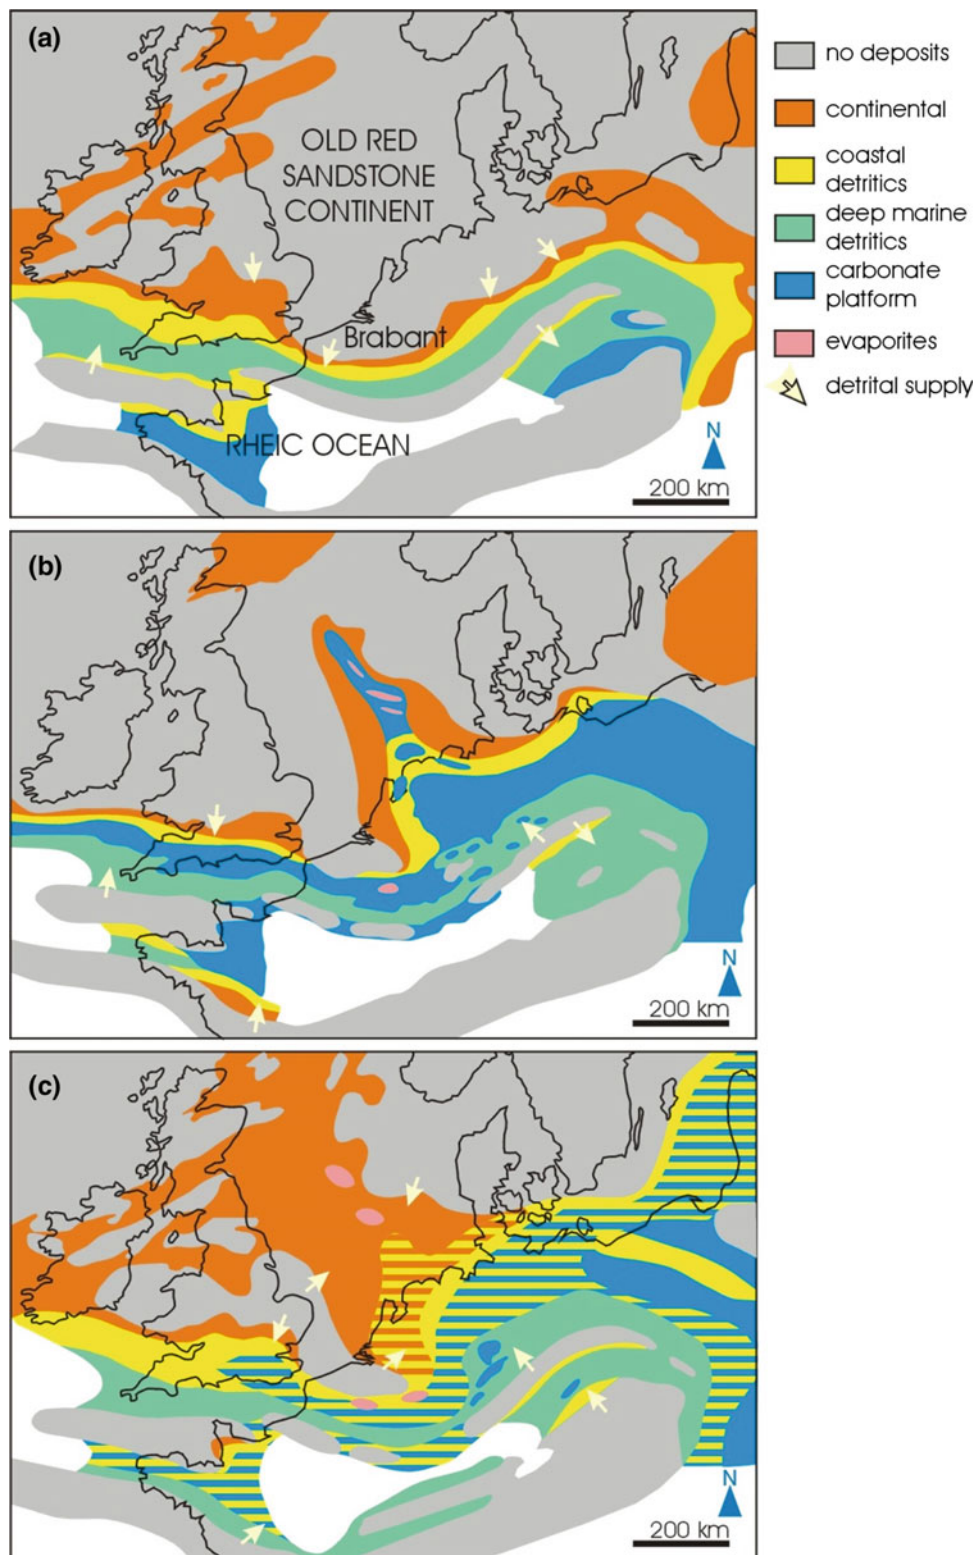 (a)
OLD RED
SANDSTONE
CONTINENT
Brabant
RHEIC OCEAN
N
200 km
no deposits
continental
coastal
detritics
deep marine
detritics
carbonate
platform
evaporites
detrital supply
(b)
N
200 km
(c)
N
200 km